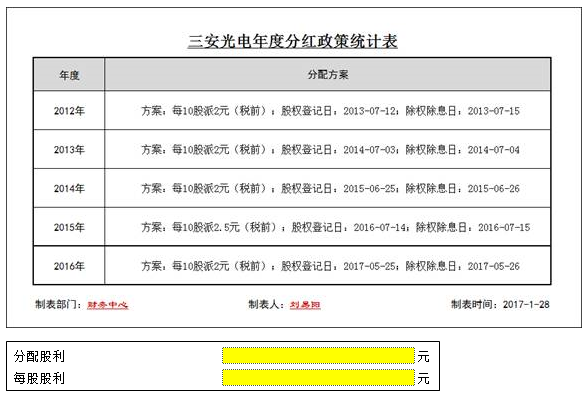 三安光电年度分红政策统计表
年度 分配方案
2012年 方案：每10股派2元（税前）；股权登记日：2013-07-12；除权除息日：2013-07-15
2013年 方案：每10股派2元（税前）；股权登记日：2014-07-03；除权除息日：2014-07-04
2014年 方案：每10股派2元（税前）；股权登记日：2015-06-25；除权除息日：2015-06-26
2015年 方案：每10股派2.5元（税前）；股权登记日：2016-07-14；除权除息日：2016-07-15
2016年 方案：每10股派2元（税前）；股权登记日：2017-05-25；除权除息日：2017-05-26
制表部门：财务中心 制表人：刘昌阳 制表时间：2017-1-28
分配股利 元
每股股利 元